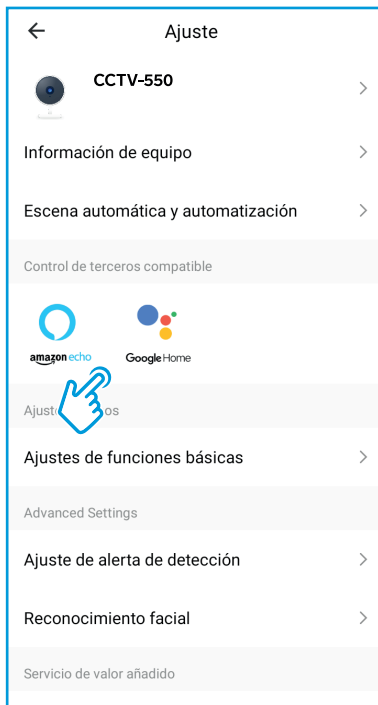 Ajuste
CCTV-550
Información de equipo
Escena automática y automatización
Control de terceros compatible
amazon echo
Google Home
Ajustes de funciones básicas
Advanced Settings
Ajuste de alerta de detección
Reconocimiento facial
Servicio de valor añadido